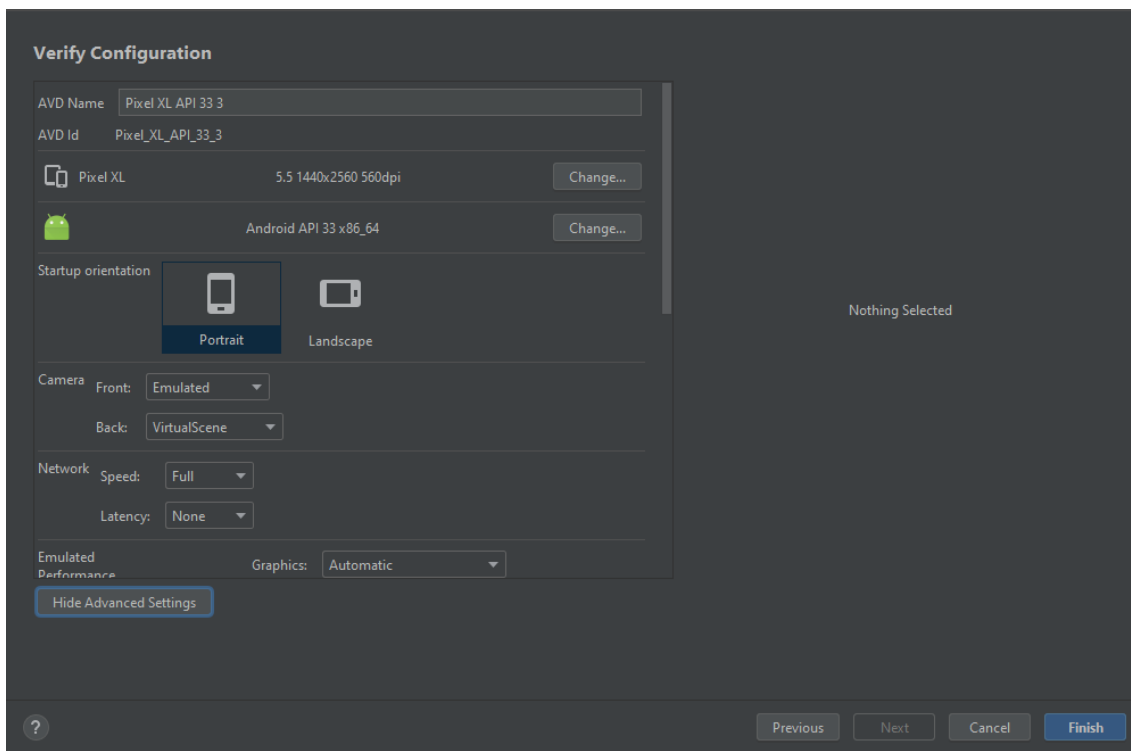 Verify Configuration
AVD Name Pixel XL API 33 3
AVD Id Pixel_XL_API_33_3
Pixel XL 5.5 1440x2560 560dpi Change...
Android API 33 x86_64 Change...
Startup orientation
Portrait Landscape
Nothing Selected
Camera Front: Emulated
Back: VirtualScene
Network Speed: Full
Latency: None
Emulated
Performance
Graphics: Automatic
Hide Advanced Settings
? Previous Next Cancel Finish